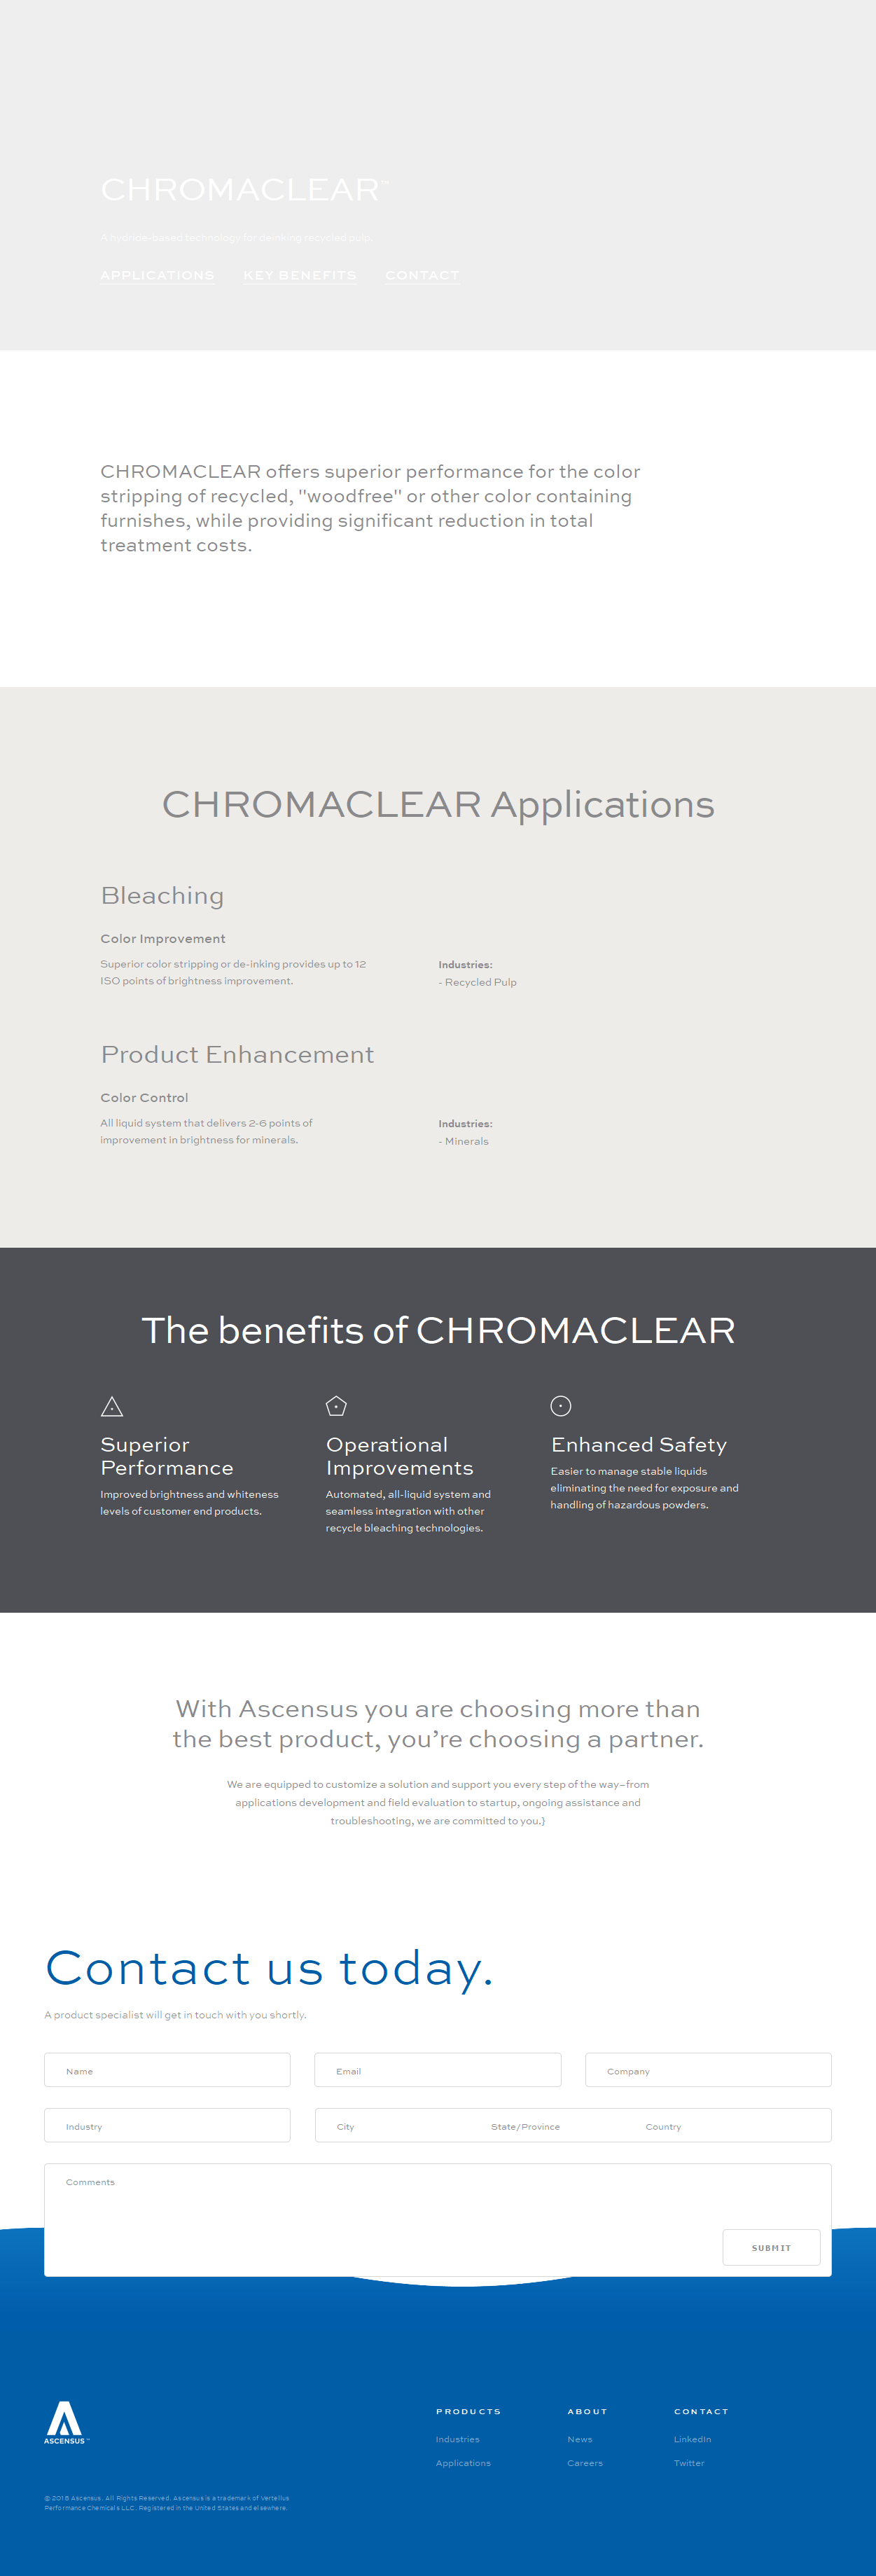 CHROMACLEAR™
A hydride-based technology for deinking recycled pulp.
APPLICATIONS KEY BENEFITS CONTACT
CHROMACLEAR offers superior performance for the color
stripping of recycled, "woodfree" or other color containing
furnishes, while providing significant reduction in total
treatment costs.
CHROMACLEAR Applications
Bleaching
Color Improvement
Superior color stripping or de-inking provides up to 12
ISO points of brightness improvement.
Industries:
- Recycled Pulp
Product Enhancement
Color Control
All liquid system that delivers 2-6 points of
improvement in brightness for minerals.
Industries:
- Minerals
The benefits of CHROMACLEAR
Superior
Performance
Improved brightness and whiteness
levels of customer end products.
Operational
Improvements
Automated, all-liquid system and
seamless integration with other
recycle bleaching technologies.
Enhanced Safety
Easier to manage stable liquids
eliminating the need for exposure and
handling of hazardous powders.
With Ascensus you are choosing more than
the best product, you’re choosing a partner.
We are equipped to customize a solution and support you every step of the way–from
applications development and field evaluation to startup, ongoing assistance and
troubleshooting, we are committed to you.}
Contact us today.
A product specialist will get in touch with you shortly.
Name Email Company
Industry City State/Province Country
Comments
SUBMIT
ASCENSUS™
PRODUCTS
Industries
Applications
ABOUT
News
Careers
CONTACT
LinkedIn
Twitter
©2016 Ascensus. All Rights Reserved. Ascensus is a trademark of Vertellus
Performance Chemicals LLC. Registered in the United States and elsewhere.